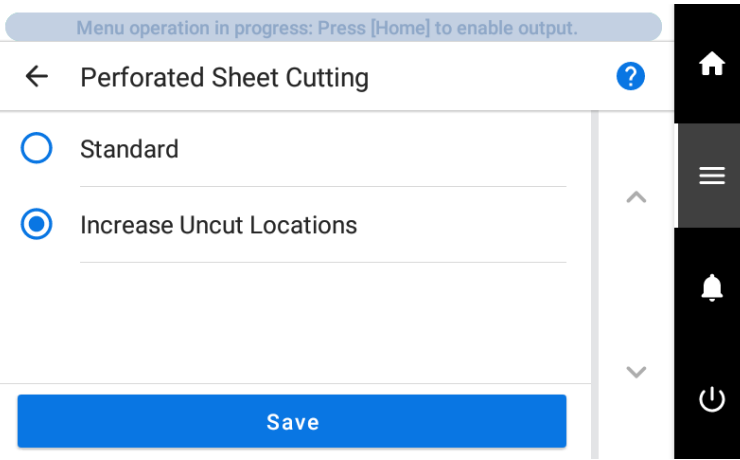 Menu operation in progress: Press [Home] to enable output.
Perforated Sheet Cutting
?
Standard
Increase Uncut Locations
Save